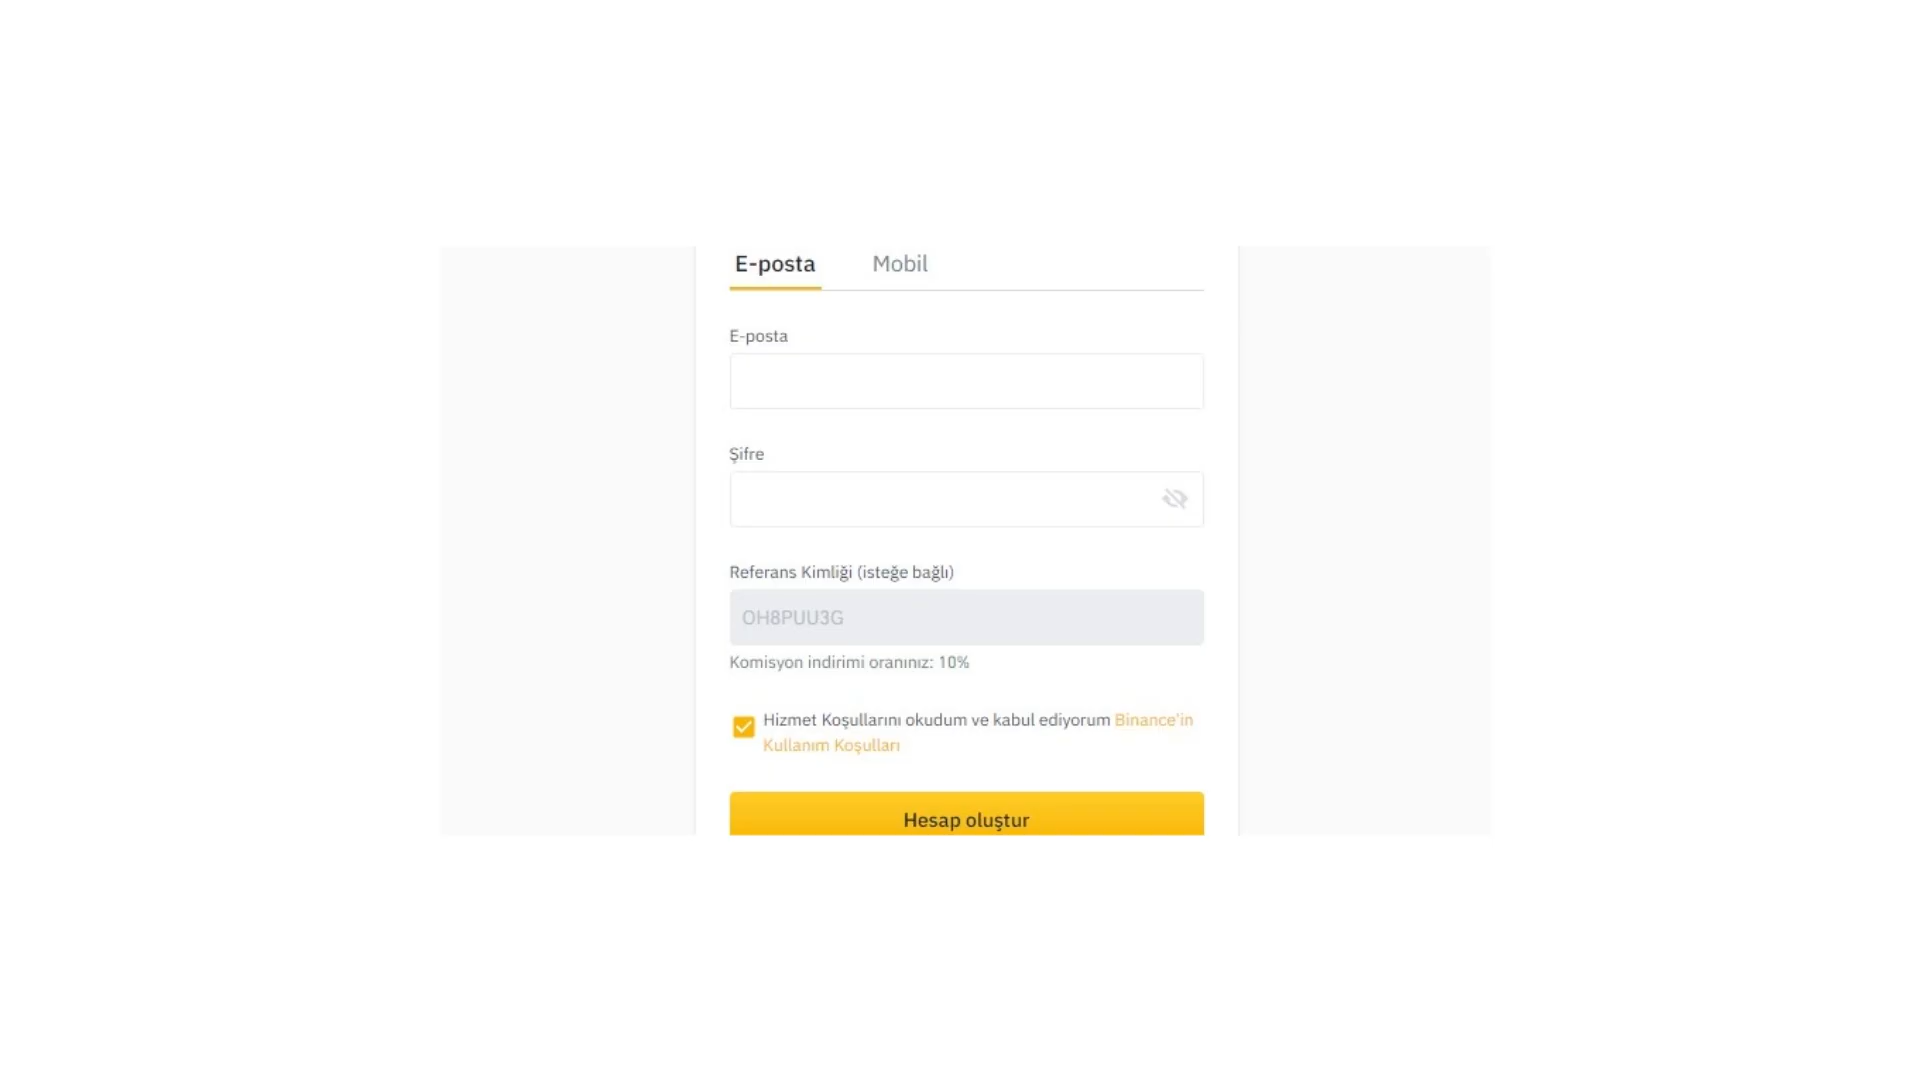 E-posta Mobil
E-posta
Şifre
Referans Kimliği (isteğe bağlı)
OH8PUU3G
Komisyon indirimi oranınız: 10%
Hizmet Koşullarını okudum ve kabul ediyorum Binance'in
Kullanım Koşulları
Hesap oluştur